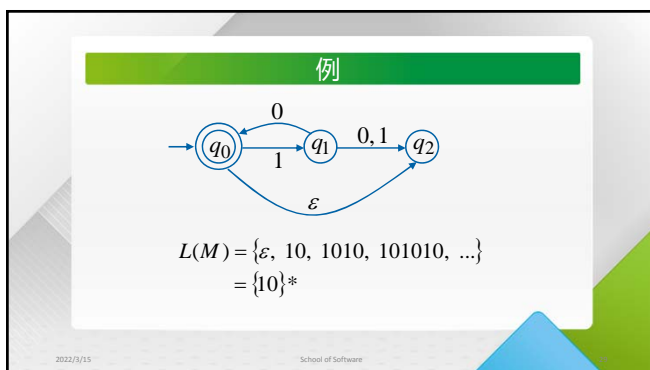 例
0
q0 q1 0,1 q2
1
ε
L(M) = {ε, 10, 1010, 101010, ...}
= {10}*
2022/3/15 School of Software